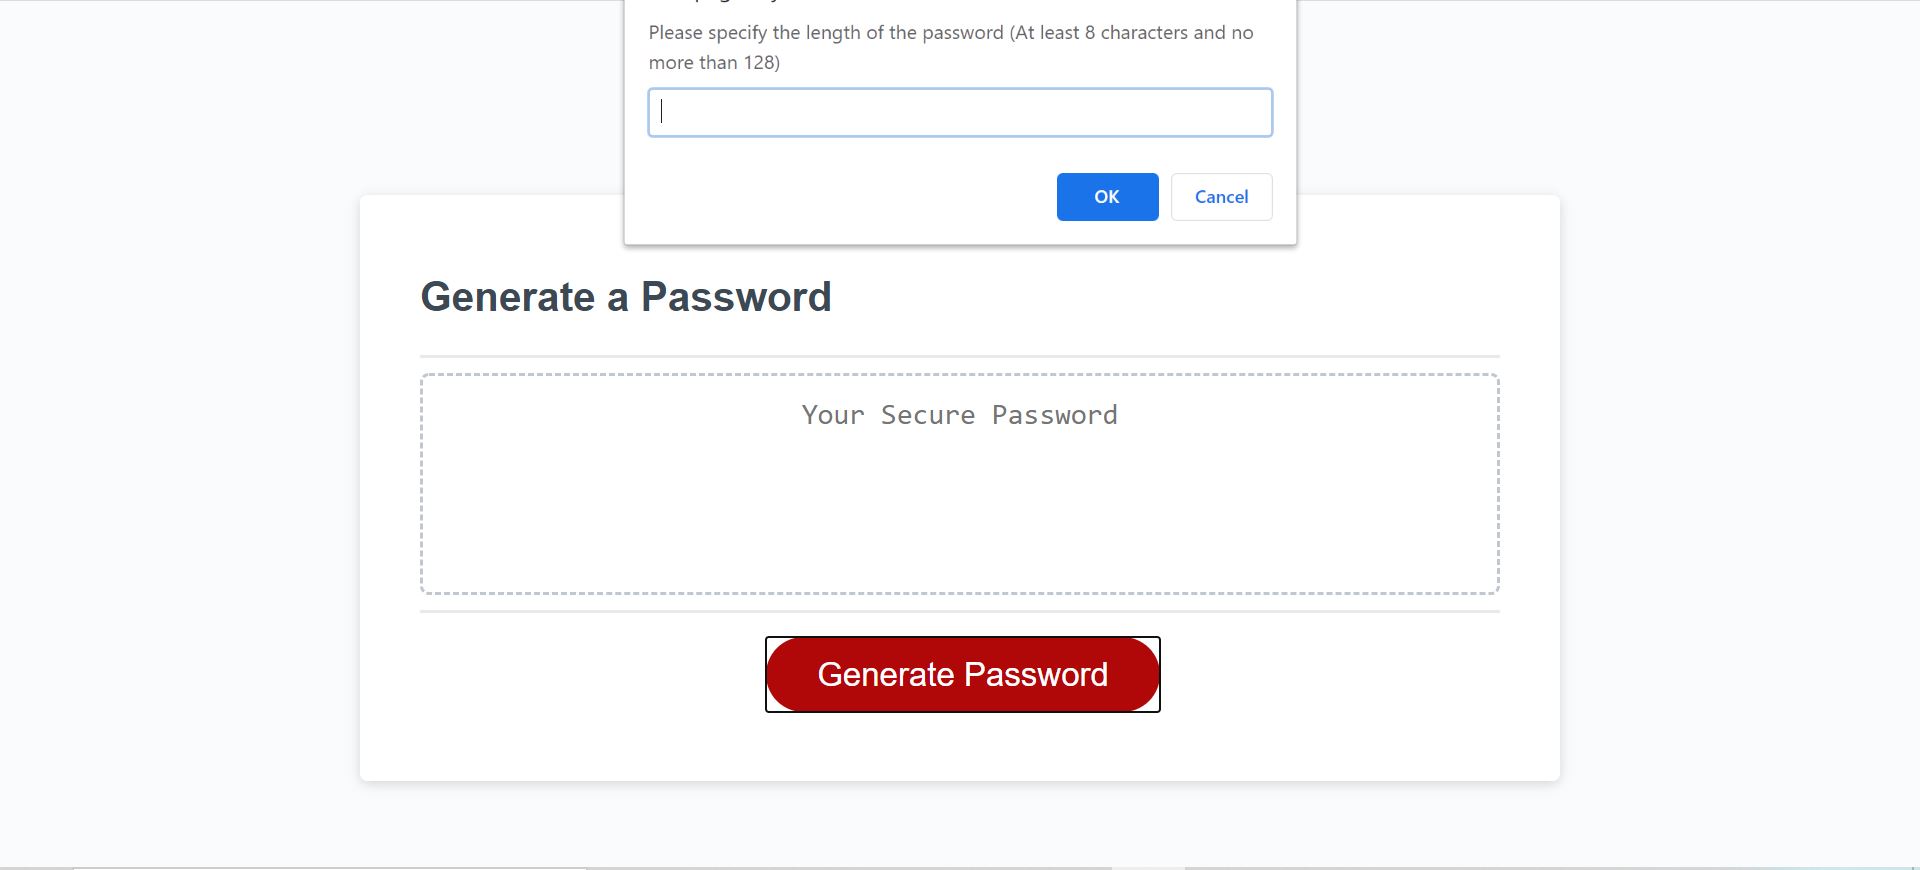 Please specify the length of the password (At least 8 characters and no
more than 128)
OK
Cancel
Generate a Password
Your Secure Password
Generate Password